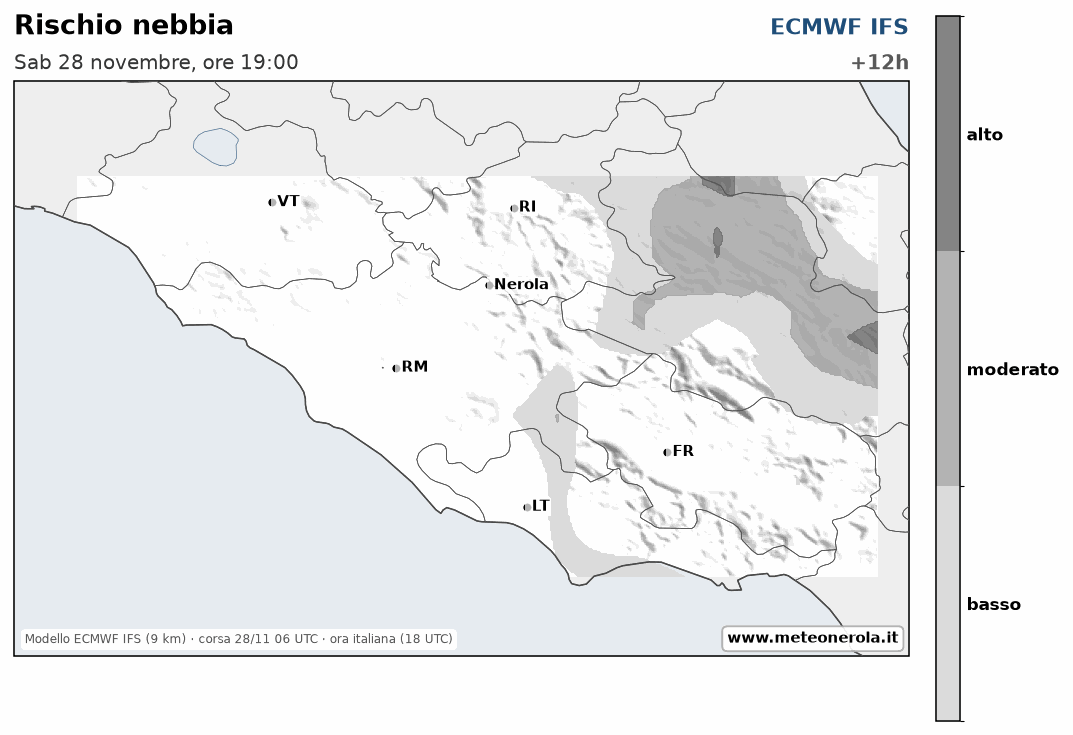 Rischio nebbia
ECMWF IFS
Sab 28 novembre, ore 19:00
+12h
alto
VT
RI
Nerola
moderato
RM
FR
LT
basso
Modello ECMWF IFS (9 km) · corsa 28/11 06 UTC · ora italiana (18 UTC)
www.meteonerola.it